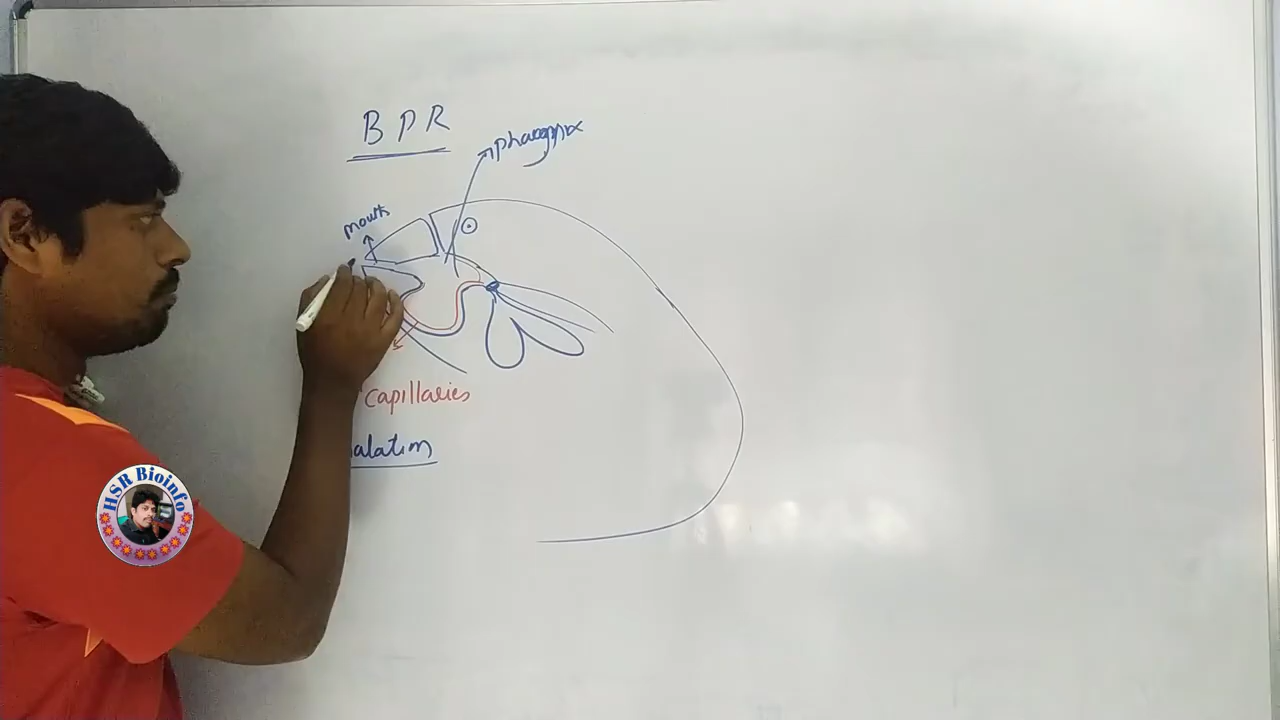 BPR
pharynx
mouth
capillaries
alation
HSR Bioinfo